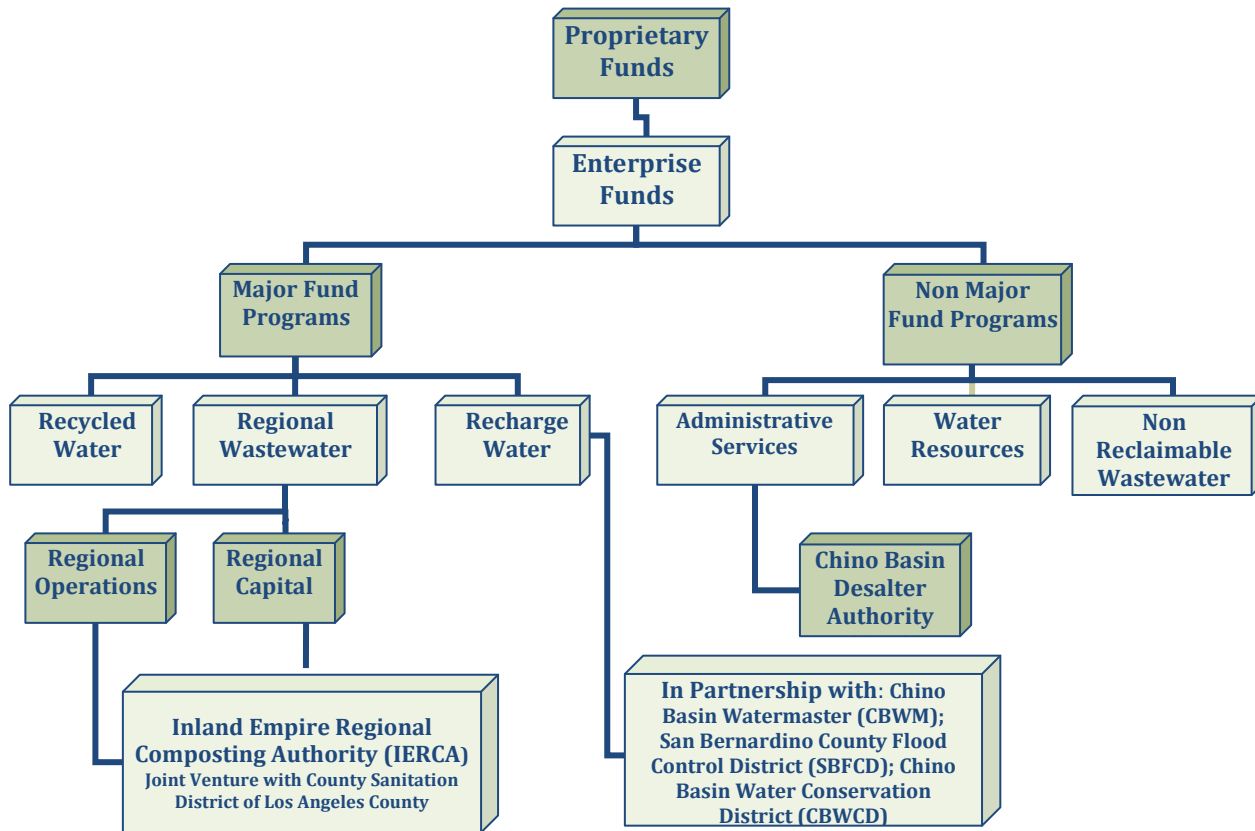 Proprietary
Funds
Enterprise
Funds
Major Fund
Programs
Non Major
Fund Programs
Recycled
Water
Regional
Wastewater
Recharge
Water
Administrative
Services
Water
Resources
Non
Reclaimable
Wastewater
Regional
Operations
Regional
Capital
Chino Basin
Desalter
Authority
Inland Empire Regional
Composting Authority (IERCA)
Joint Venture with County Sanitation
District of Los Angeles County
In Partnership with: Chino
Basin Watermaster (CBWM);
San Bernardino County Flood
Control District (SBFCD); Chino
Basin Water Conservation
District (CBWCD)